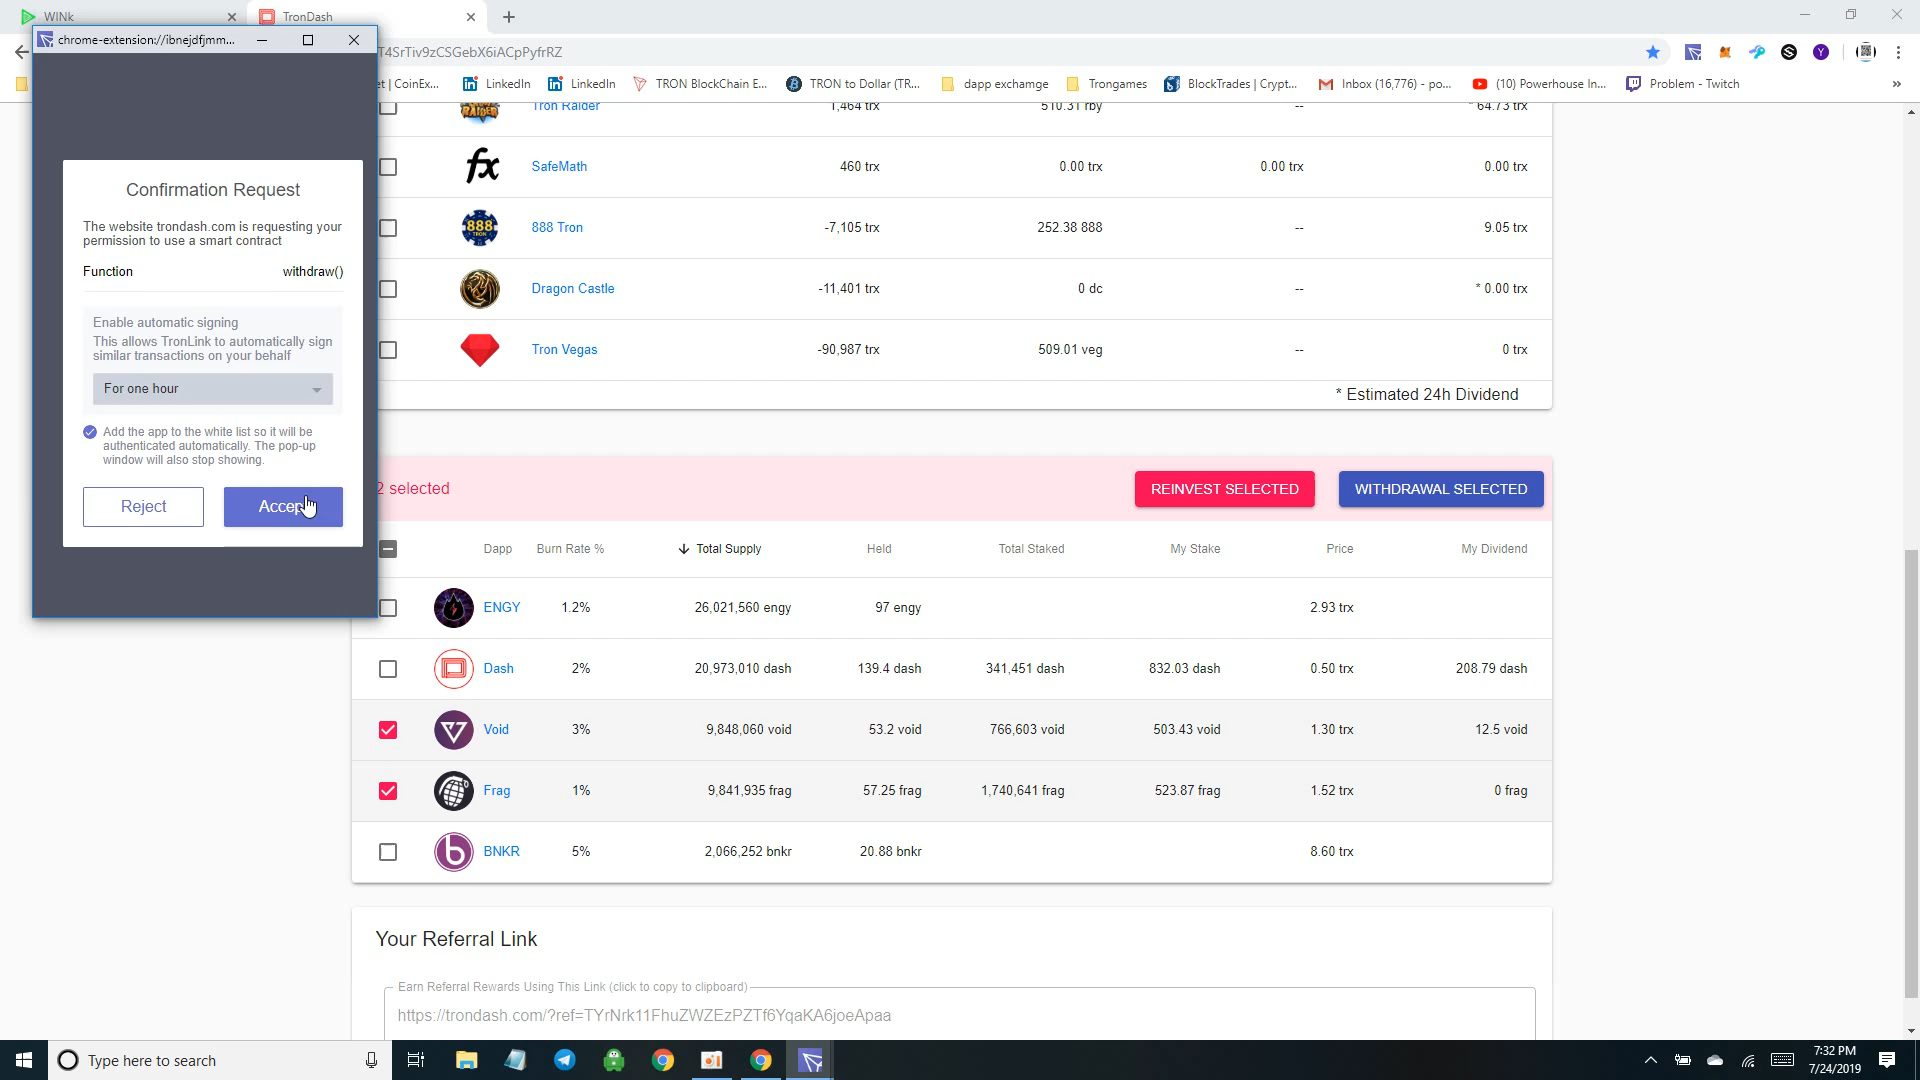 WINk
TronDash
chrome-extension://ibnejdfjmm...
T4SrTiv9zCSGebX6iACpPyfrRZ
et | CoinEx...
LinkedIn
LinkedIn
TRON BlockChain E...
TRON to Dollar (TR...
dapp exchamge
Trongames
BlockTrades | Crypt...
Inbox (16,776) - po...
(10) Powerhouse In...
Problem - Twitch
»
Confirmation Request
The website trondash.com is requesting your
permission to use a smart contract
Function withdraw()
Enable automatic signing
This allows TronLink to automatically sign
similar transactions on your behalf
For one hour
Add the app to the white list so it will be
authenticated automatically. The pop-up
window will also stop showing.
Reject
Accept
Tron Raider 1,464 trx 510.31 rby -- * 64.73 trx
SafeMath 460 trx 0.00 trx 0.00 trx 0.00 trx
888 Tron -7,105 trx 252.38 888 -- 9.05 trx
Dragon Castle -11,401 trx 0 dc -- * 0.00 trx
Tron Vegas -90,987 trx 509.01 veg -- 0 trx
* Estimated 24h Dividend
2 selected
REINVEST SELECTED
WITHDRAWAL SELECTED
Dapp Burn Rate % Total Supply Held Total Staked My Stake Price My Dividend
ENGY 1.2% 26,021,560 engy 97 engy 2.93 trx
Dash 2% 20,973,010 dash 139.4 dash 341,451 dash 832.03 dash 0.50 trx 208.79 dash
Void 3% 9,848,060 void 53.2 void 766,603 void 503.43 void 1.30 trx 12.5 void
Frag 1% 9,841,935 frag 57.25 frag 1,740,641 frag 523.87 frag 1.52 trx 0 frag
BNKR 5% 2,066,252 bnkr 20.88 bnkr 8.60 trx
Your Referral Link
Earn Referral Rewards Using This Link (click to copy to clipboard)
https://trondash.com/?ref=TYrNrk11FhuZWZEzPZTf6YqaKA6joeApaa
Type here to search
7:32 PM
7/24/2019